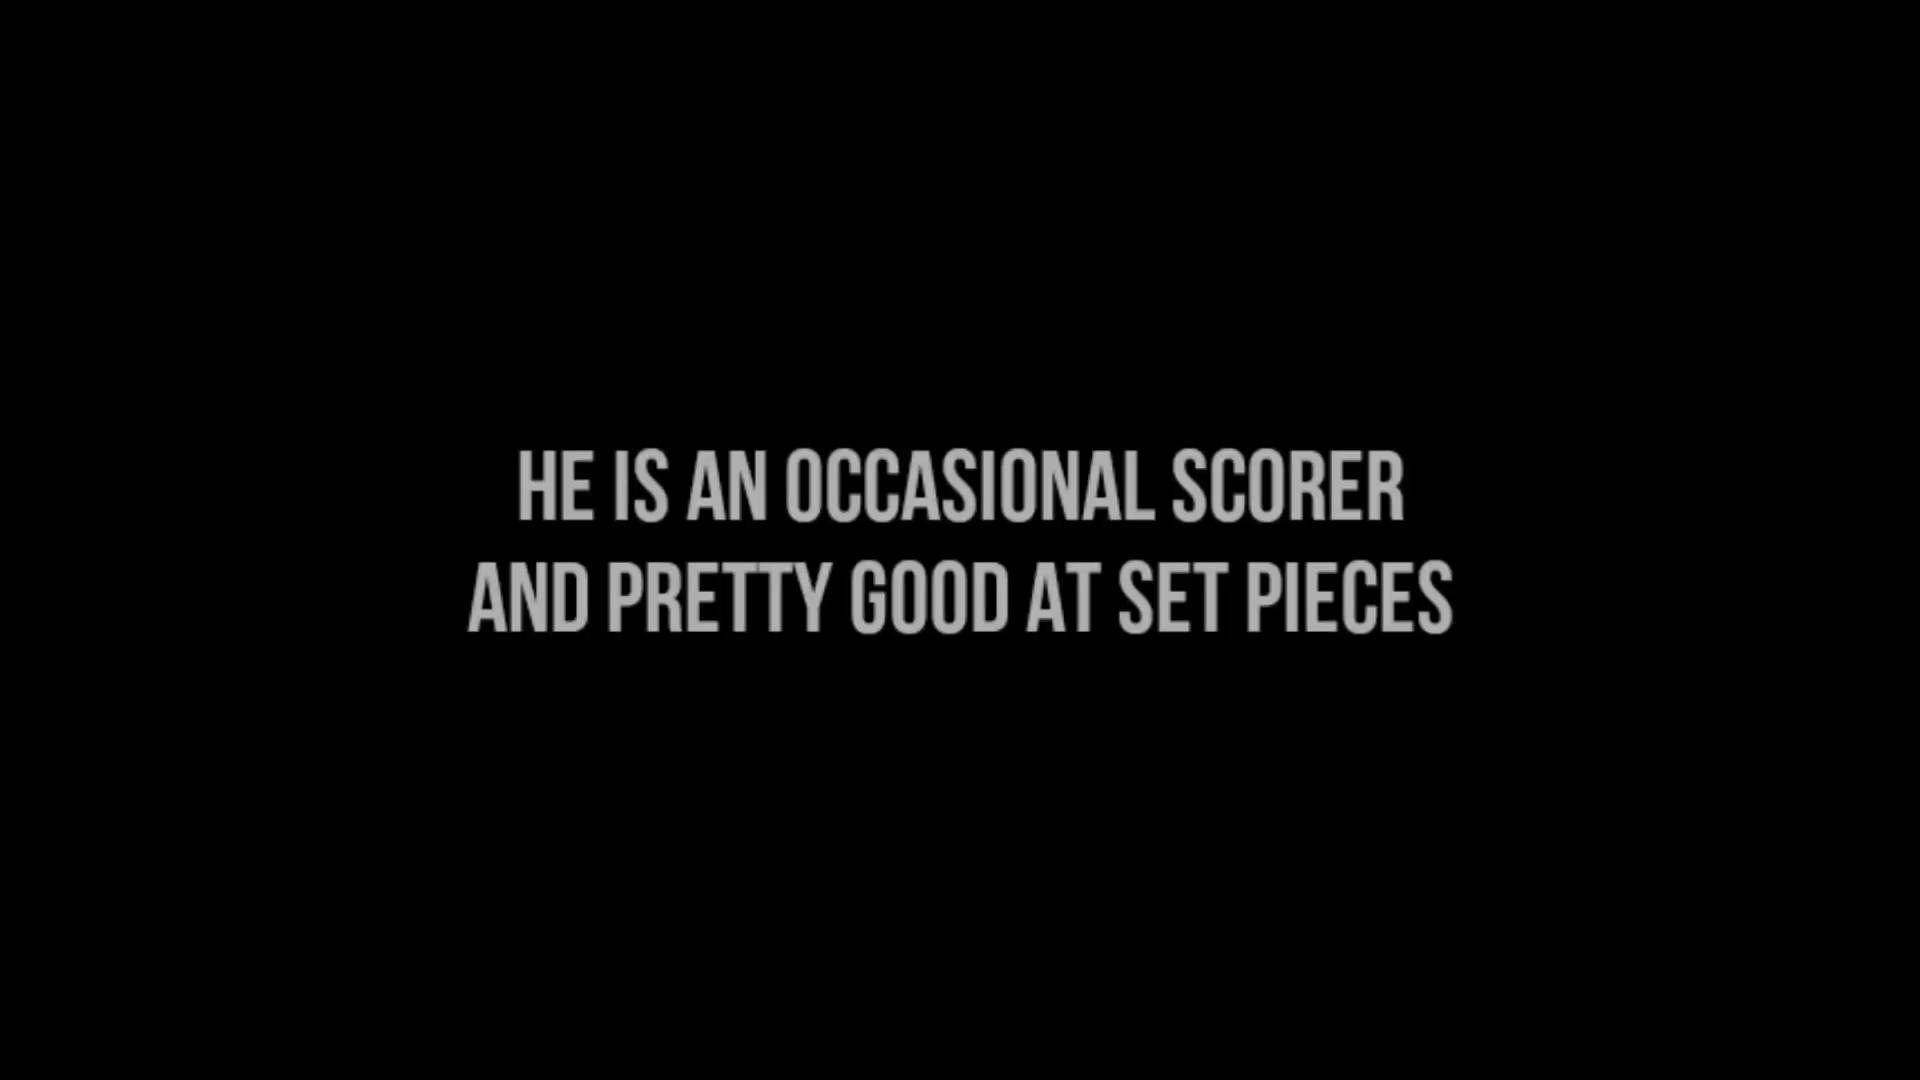 HE IS AN OCCASIONAL SCORER
AND PRETTY GOOD AT SET PIECES